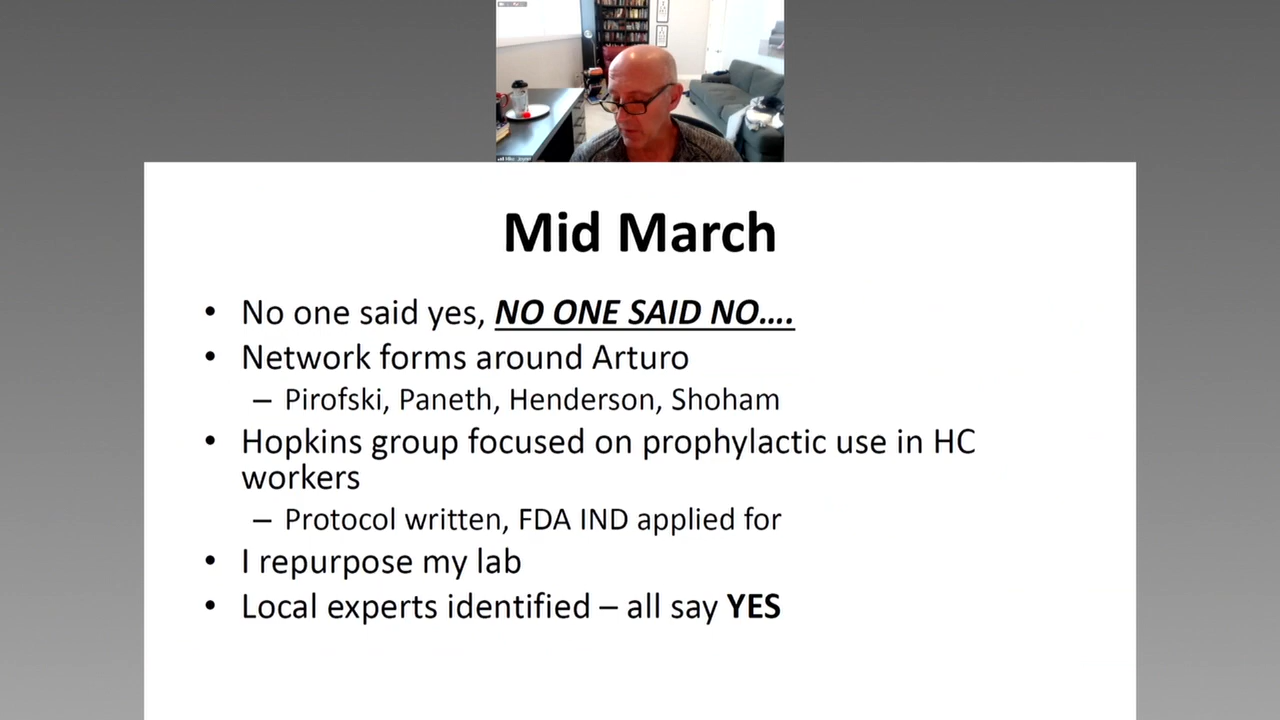 Mid March
• No one said yes, NO ONE SAID NO….
• Network forms around Arturo
– Pirofski, Paneth, Henderson, Shoham
• Hopkins group focused on prophylactic use in HC
workers
– Protocol written, FDA IND applied for
• I repurpose my lab
• Local experts identified – all say YES